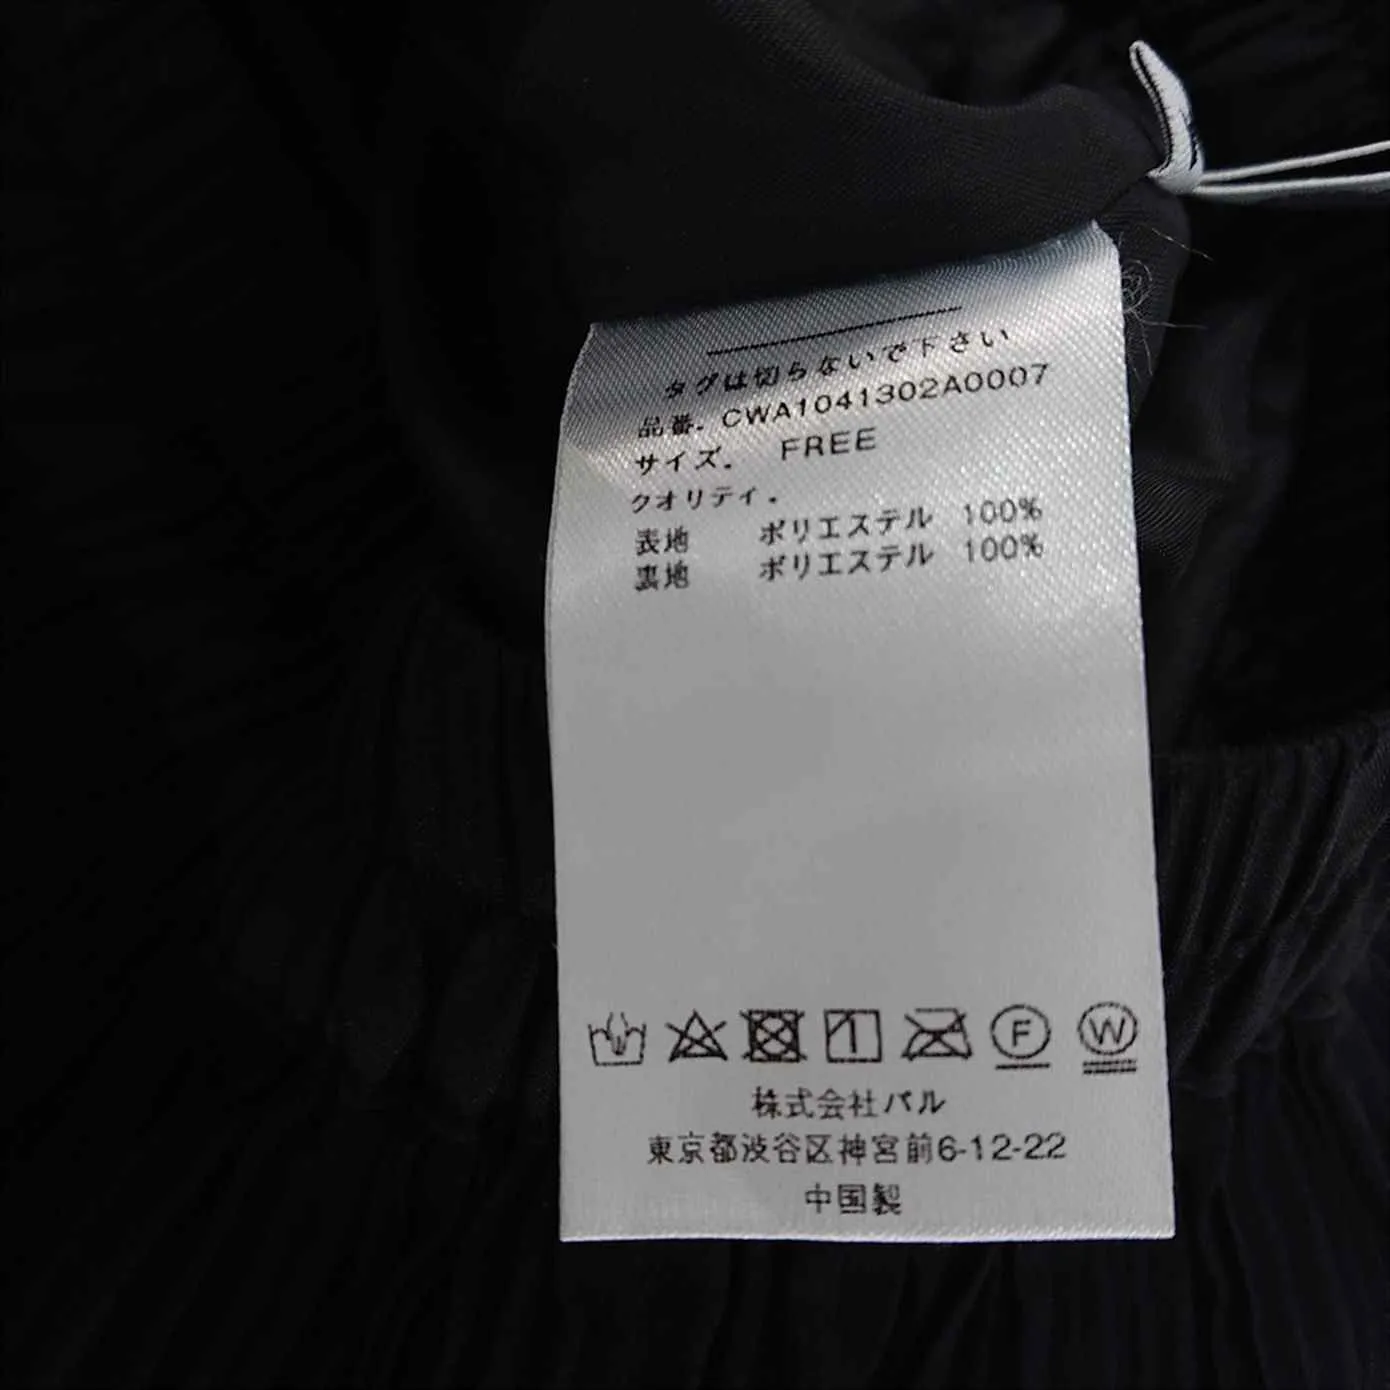 タグは切らないで下さい
品番. CWA1041302A0007
サイズ. FREE
クオリティ.
表地 ポリエステル 100%
裏地 ポリエステル 100%
F W
株式会社パル
東京都渋谷区神宮前6-12-22
中国製